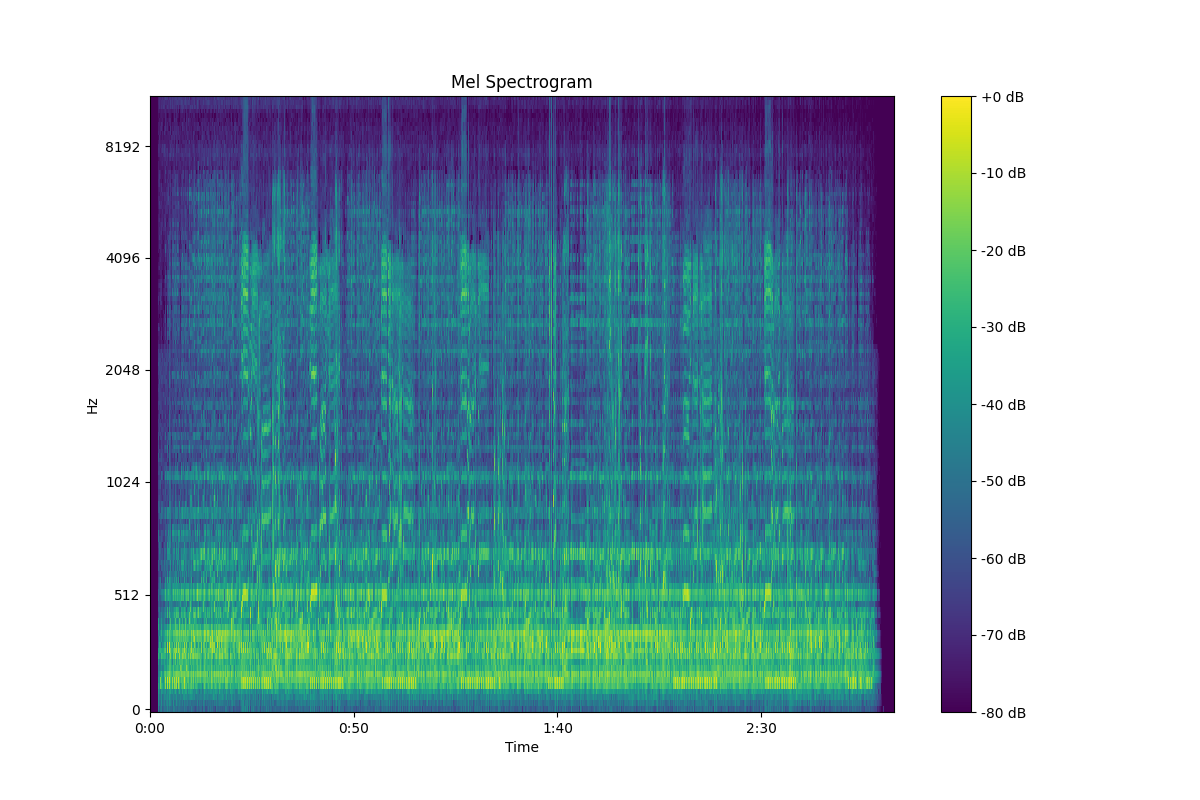 Mel Spectrogram
8192
4096
2048
1024
512
0
Hz
0:00
0:50
1:40
2:30
Time
+0 dB
-10 dB
-20 dB
-30 dB
-40 dB
-50 dB
-60 dB
-70 dB
-80 dB